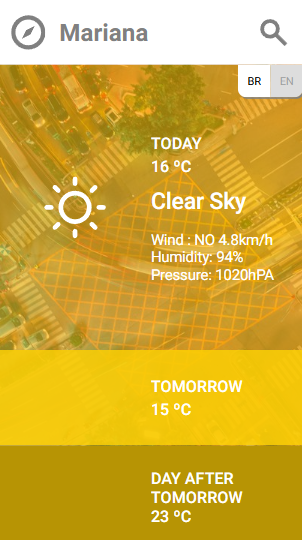 Mariana
BR EN
TODAY
16 ºC
Clear Sky
Wind : NO 4.8km/h
Humidity: 94%
Pressure: 1020hPA
TOMORROW
15 ºC
DAY AFTER
TOMORROW
23 ºC